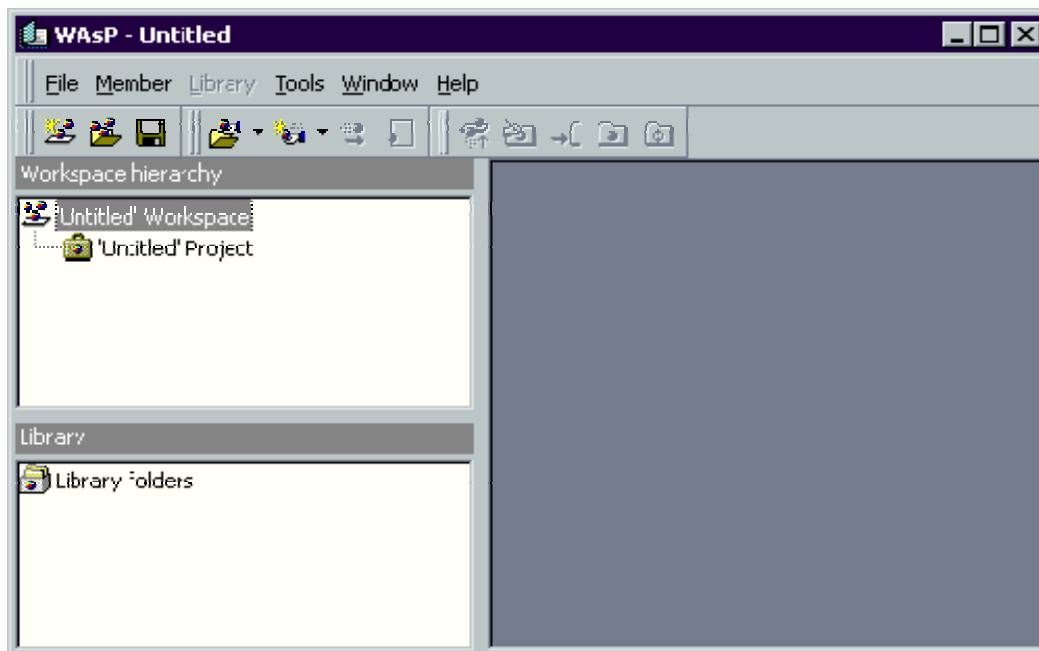 WAsP - Untitled
File Member Library Tools Window Help
Workspace hierarchy
'Untitled' Workspace
'Untitled' Project
Library
Library Folders